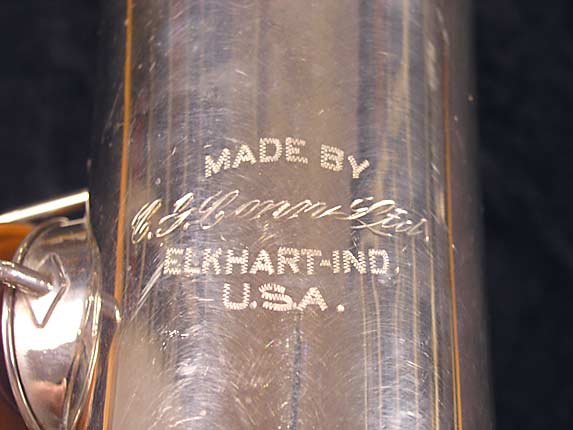 MADE BY
C.G. Conn Ltd.
ELKHART-IND.
U.S.A.